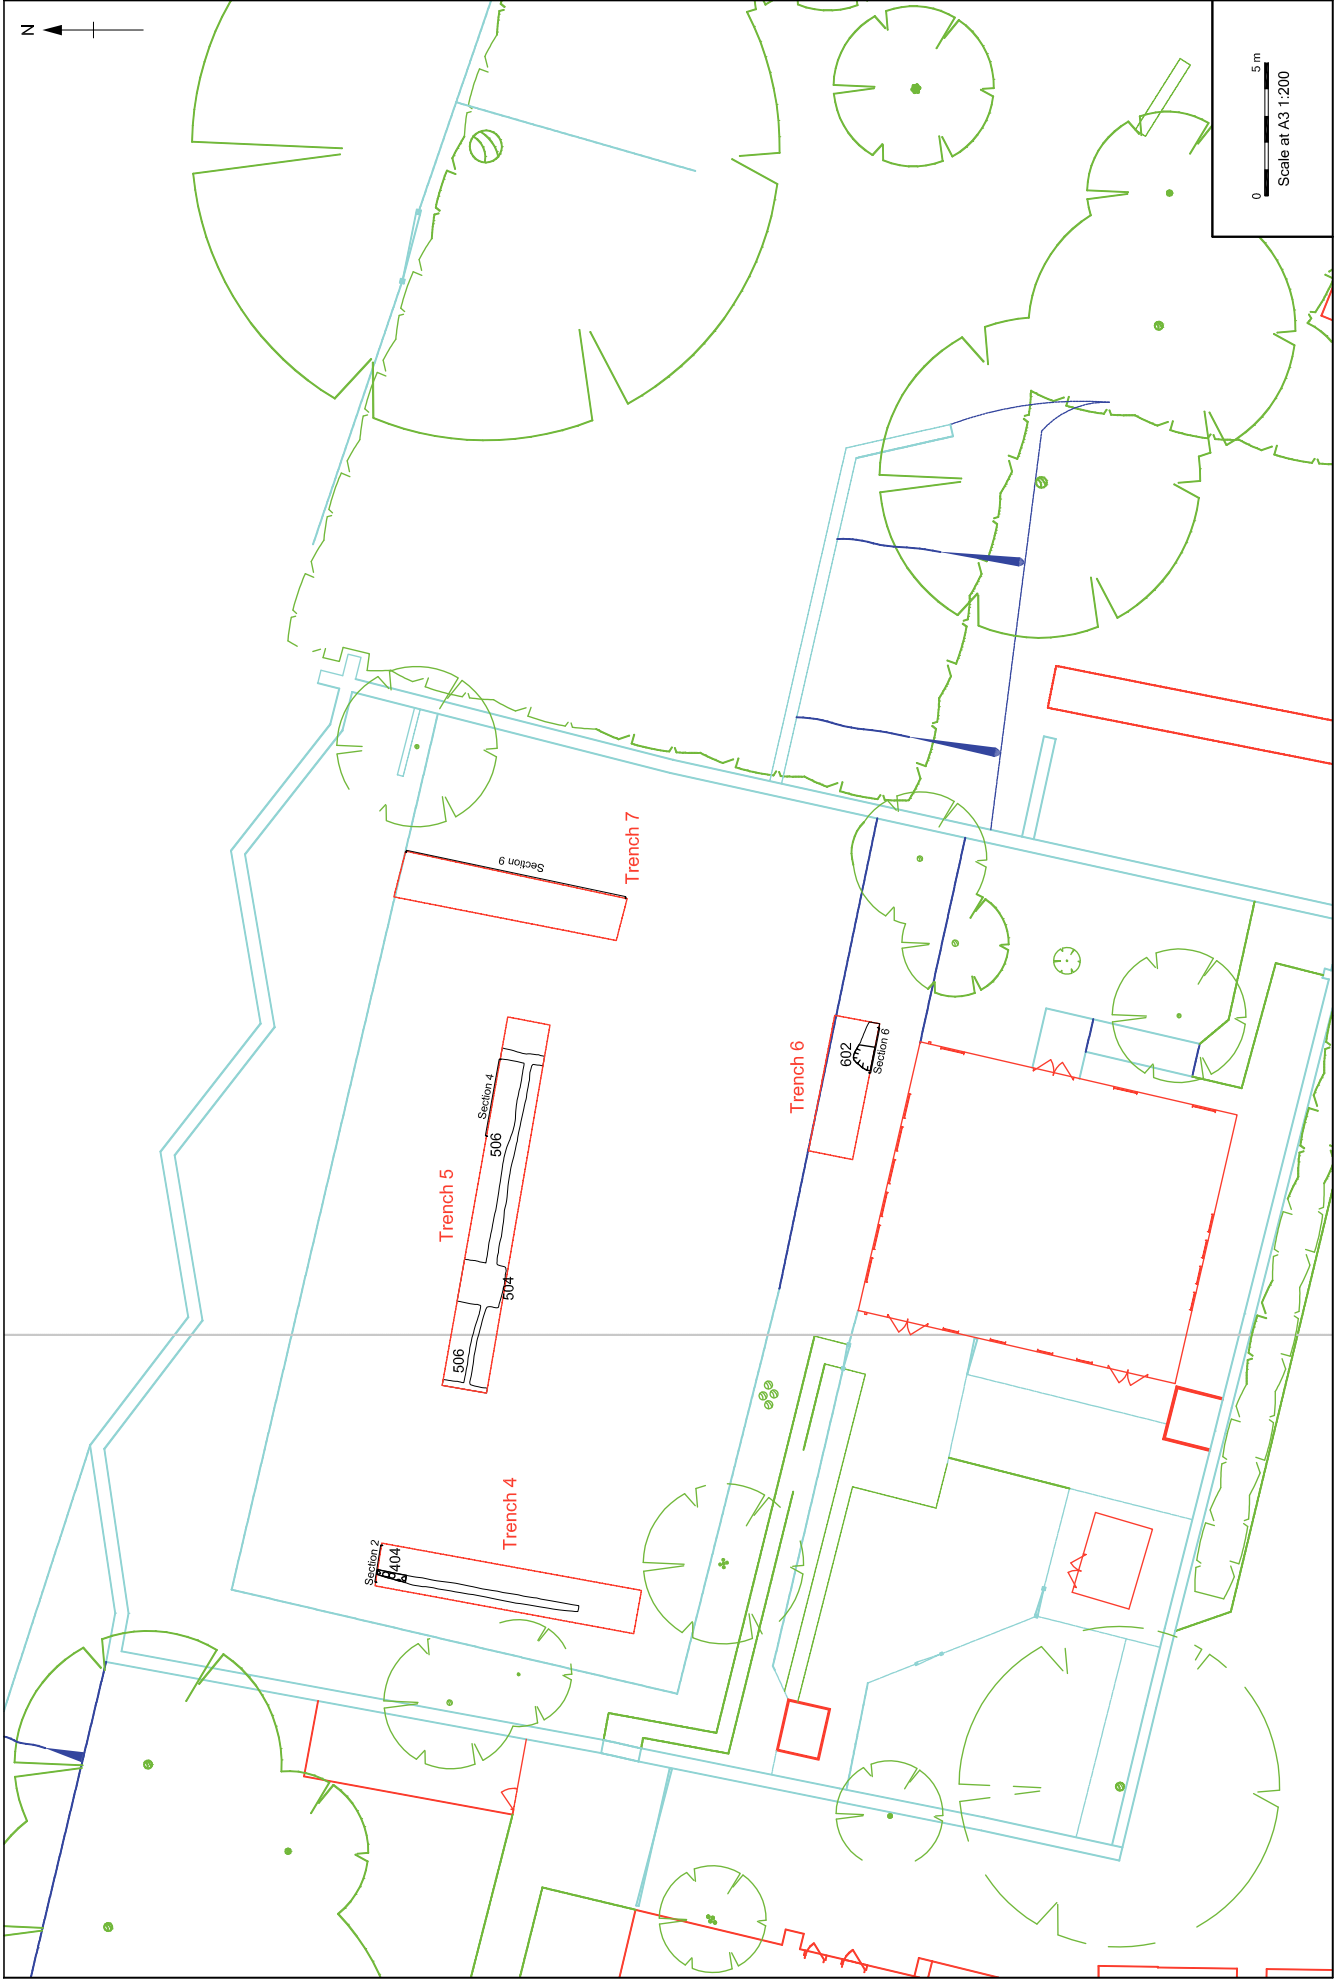 N
0
5 m
Scale at A3 1:200
Section 9
Trench 7
Section 4
506
Trench 5
504
506
Trench 6
602
Section 6
Section 2
404
Trench 4